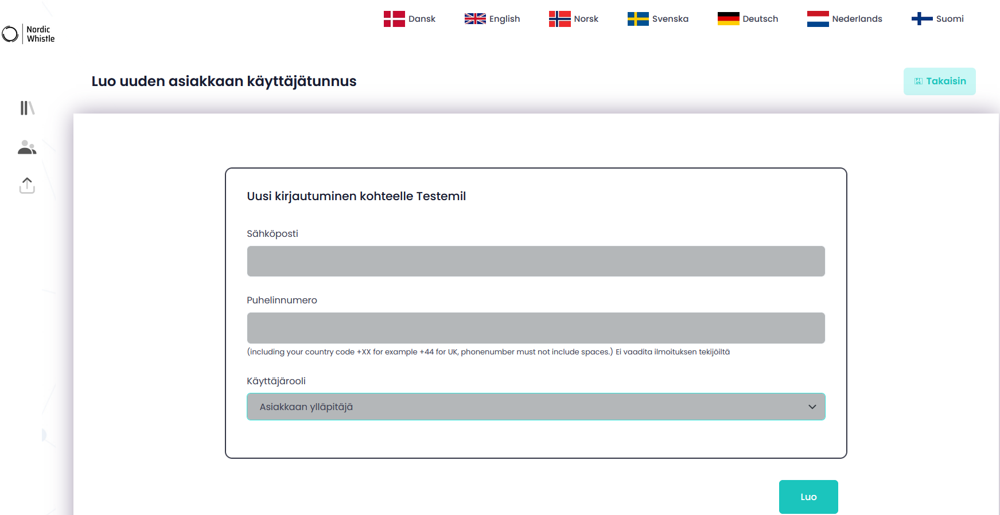 Nordic
Whistle
Dansk English Norsk Svenska Deutsch Nederlands Suomi
Luo uuden asiakkaan käyttäjätunnus
Takaisin
Uusi kirjautuminen kohteelle Testemil
Sähköposti
Puhelinnumero
(including your country code +XX for example +44 for UK, phonenumber must not include spaces.) Ei vaadita ilmoituksen tekijöiltä
Käyttäjärooli
Asiakkaan ylläpitäjä
Luo